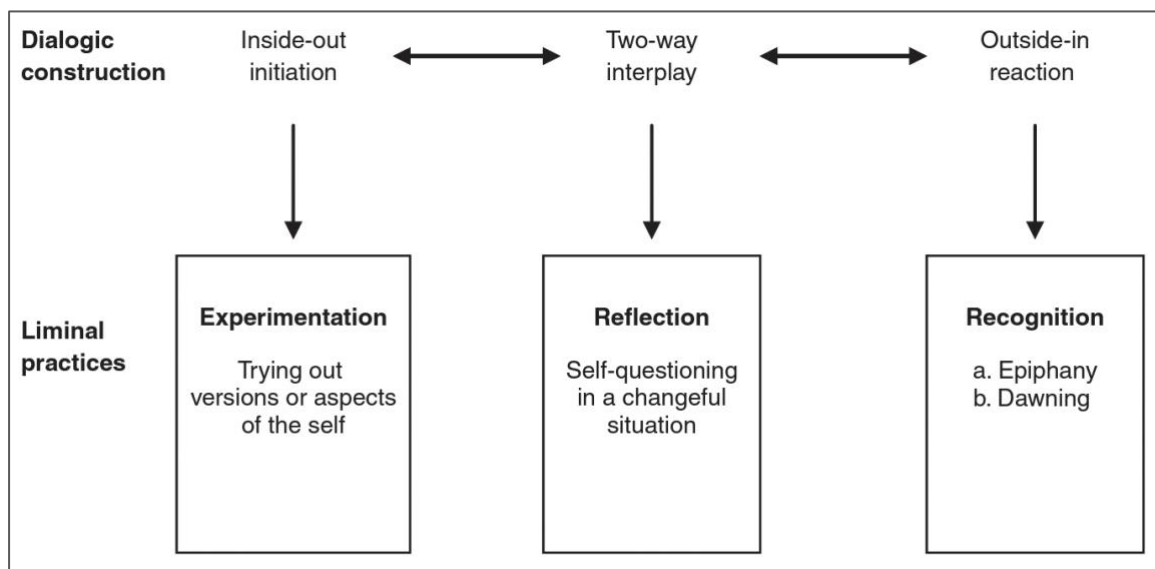 Dialogic
construction
Inside-out
initiation
Two-way
interplay
Outside-in
reaction
Liminal
practices
Experimentation
Trying out
versions or aspects
of the self
Reflection
Self-questioning
in a changeful
situation
Recognition
a. Epiphany
b. Dawning